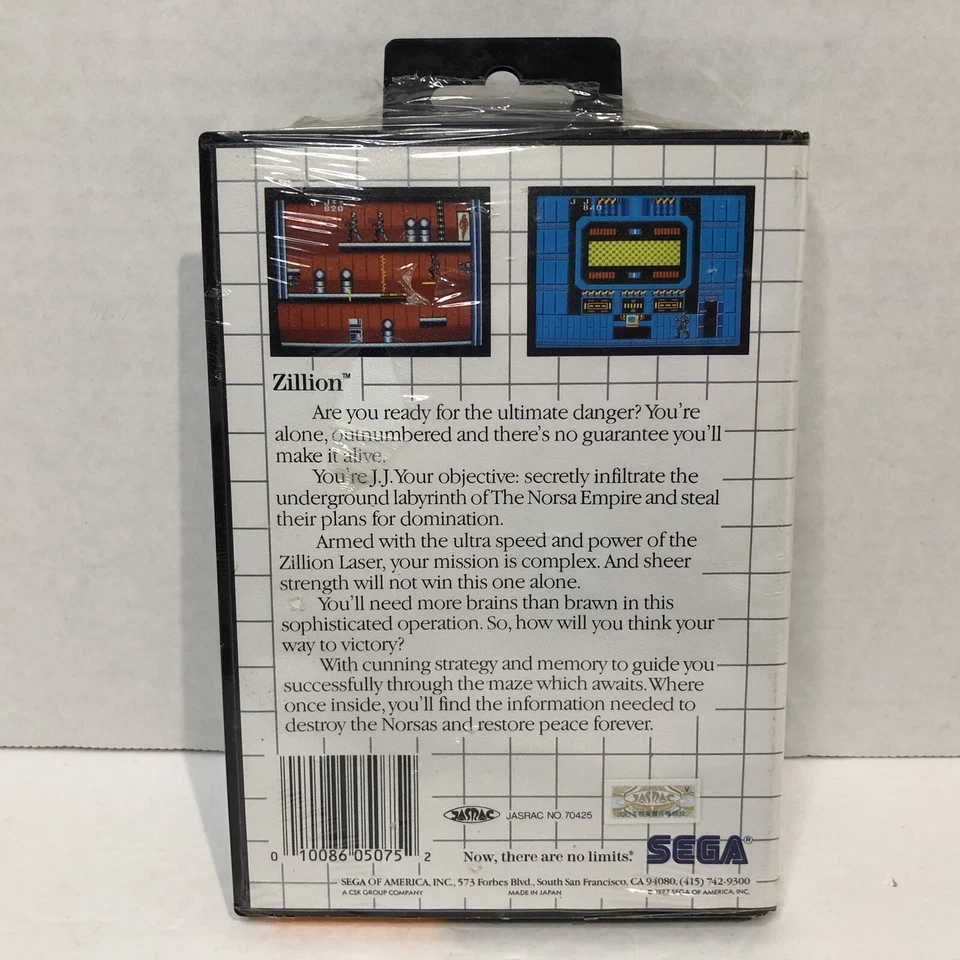 J.J.
820
J.J.
840
Zillion™
Are you ready for the ultimate danger? You're
alone, outnumbered and there's no guarantee you'll
make it alive.
You're J.J. Your objective: secretly infiltrate the
underground labyrinth of The Norsa Empire and steal
their plans for domination.
Armed with the ultra speed and power of the
Zillion Laser, your mission is complex. And sheer
strength will not win this one alone.
You'll need more brains than brawn in this
sophisticated operation. So, how will you think your
way to victory?
With cunning strategy and memory to guide you
successfully through the maze which awaits. Where
once inside, you'll find the information needed to
destroy the Norsas and restore peace forever.
JASRAC
JASRAC NO. 70425
JASRAC
V
0 10086 05075 2
Now, there are no limits.®
SEGA®
SEGA OF AMERICA, INC., 573 Forbes Blvd., South San Francisco, CA 94080, (415) 742-9300
A CSK GROUP COMPANY
MADE IN JAPAN
© 1987 SEGA OF AMERICA, INC.